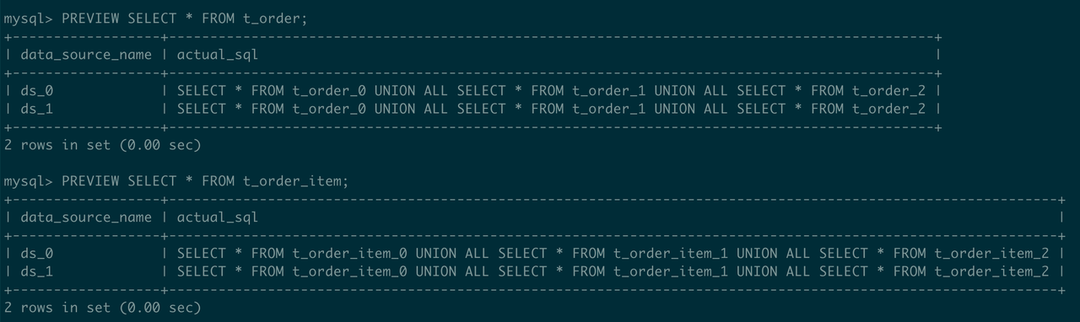 mysql> PREVIEW SELECT * FROM t_order;
+------------------+-------------------------------------------------------------------------------------------+
| data_source_name | actual_sql                                                                                |
+------------------+-------------------------------------------------------------------------------------------+
| ds_0             | SELECT * FROM t_order_0 UNION ALL SELECT * FROM t_order_1 UNION ALL SELECT * FROM t_order_2 |
| ds_1             | SELECT * FROM t_order_0 UNION ALL SELECT * FROM t_order_1 UNION ALL SELECT * FROM t_order_2 |
+------------------+-------------------------------------------------------------------------------------------+
2 rows in set (0.00 sec)
mysql> PREVIEW SELECT * FROM t_order_item;
+------------------+----------------------------------------------------------------------------------------------------------+
| data_source_name | actual_sql                                                                                               |
+------------------+----------------------------------------------------------------------------------------------------------+
| ds_0             | SELECT * FROM t_order_item_0 UNION ALL SELECT * FROM t_order_item_1 UNION ALL SELECT * FROM t_order_item_2 |
| ds_1             | SELECT * FROM t_order_item_0 UNION ALL SELECT * FROM t_order_item_1 UNION ALL SELECT * FROM t_order_item_2 |
+------------------+----------------------------------------------------------------------------------------------------------+
2 rows in set (0.00 sec)